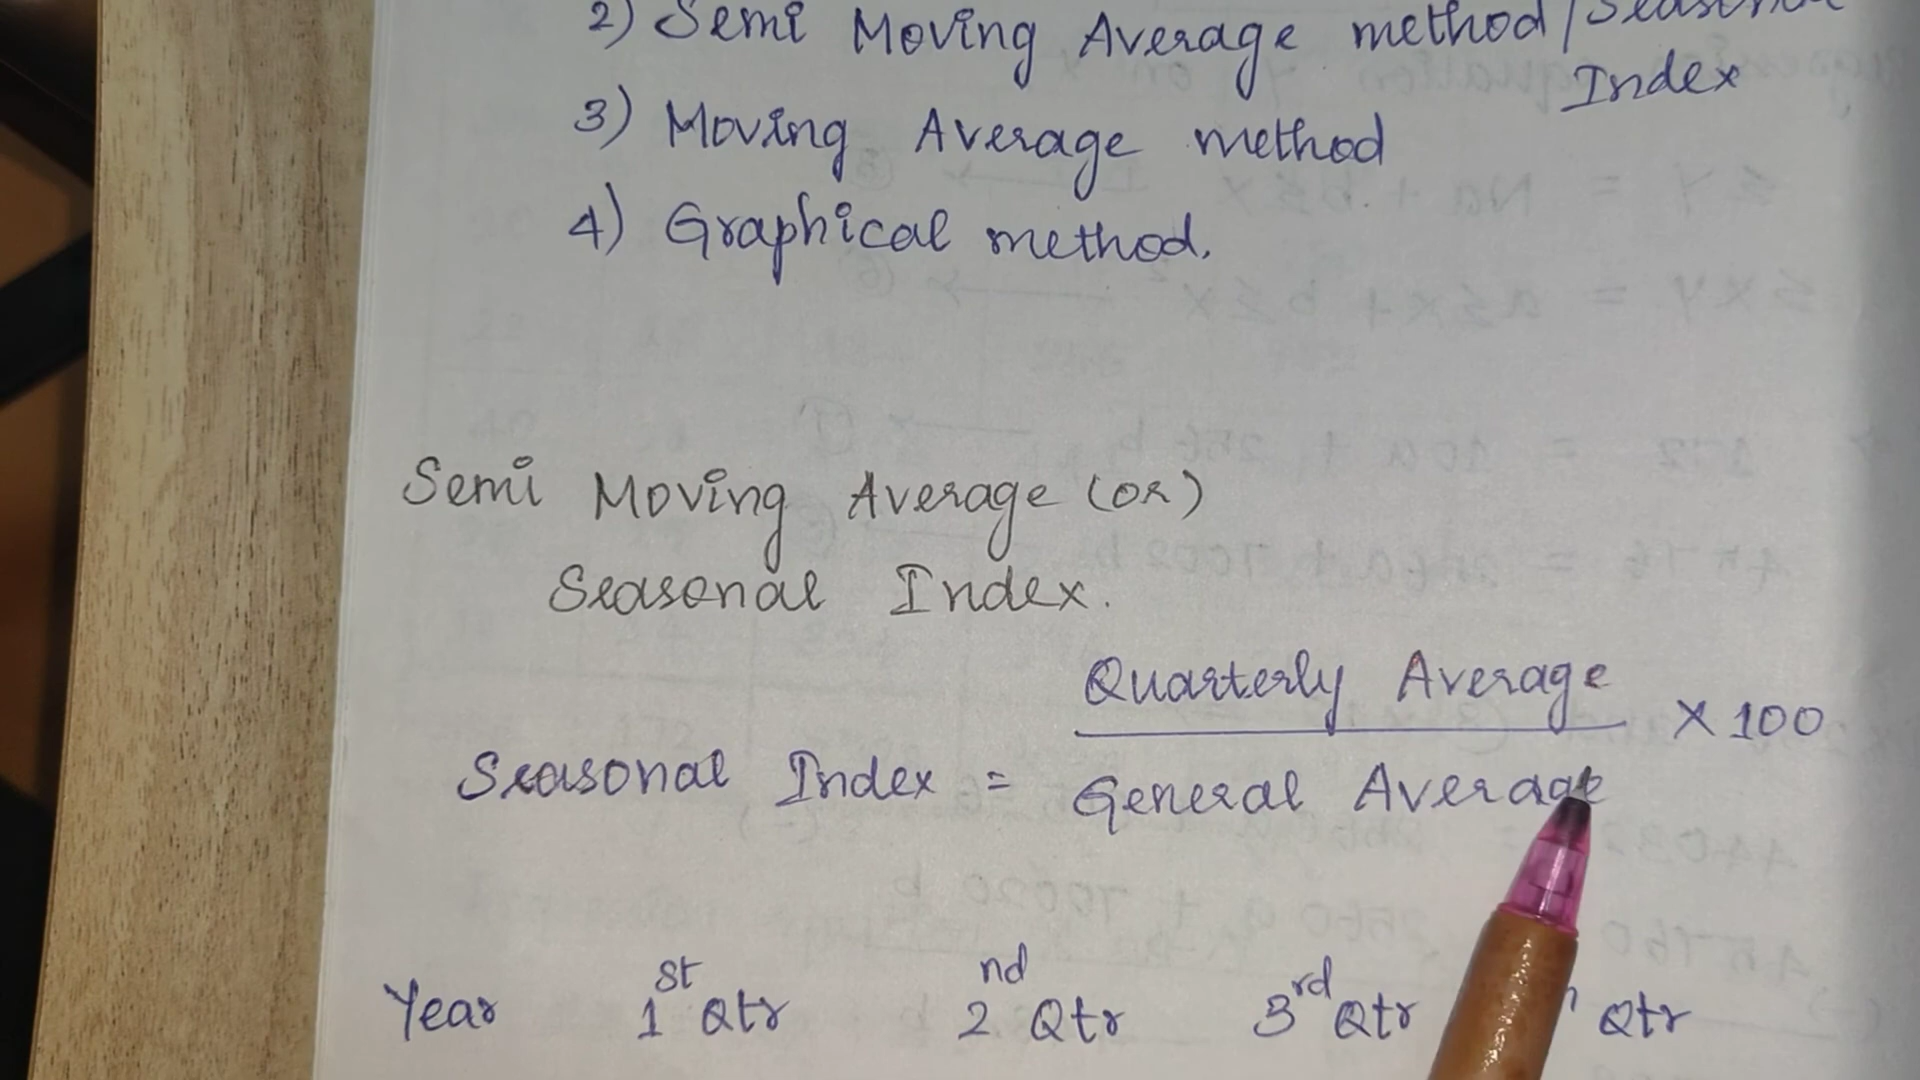 2) Semi Moving Average method/Seasonal
Index
3) Moving Average method
4) Graphical method.
Semi Moving Average (or)
Seasonal Index.
Seasonal Index = Quarterly Average / General Average × 100
Year 1st Qtr 2nd Qtr 3rd Qtr Qtr